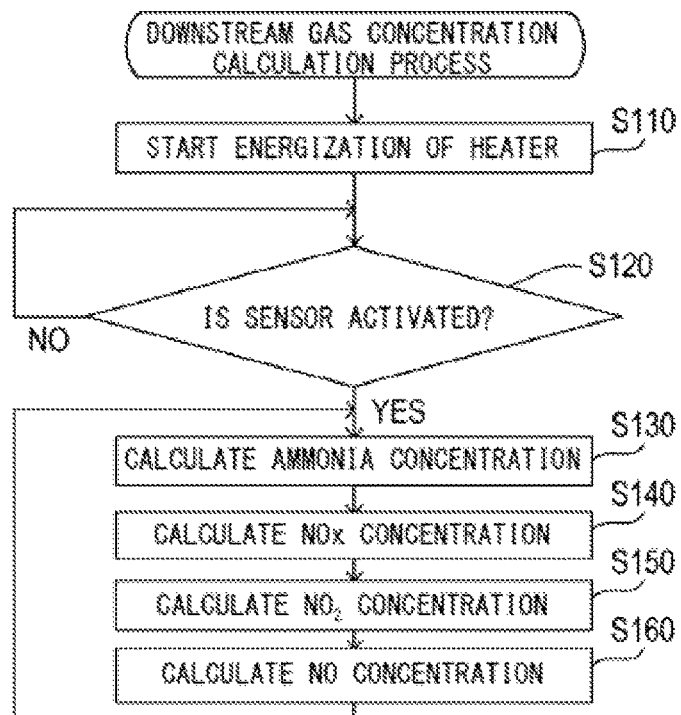 DOWNSTREAM GAS CONCENTRATION
CALCULATION PROCESS
S110
START ENERGIZATION OF HEATER
S120
IS SENSOR ACTIVATED?
NO
YES
S130
CALCULATE AMMONIA CONCENTRATION
S140
CALCULATE NOx CONCENTRATION
S150
CALCULATE NO₂ CONCENTRATION
S160
CALCULATE NO CONCENTRATION